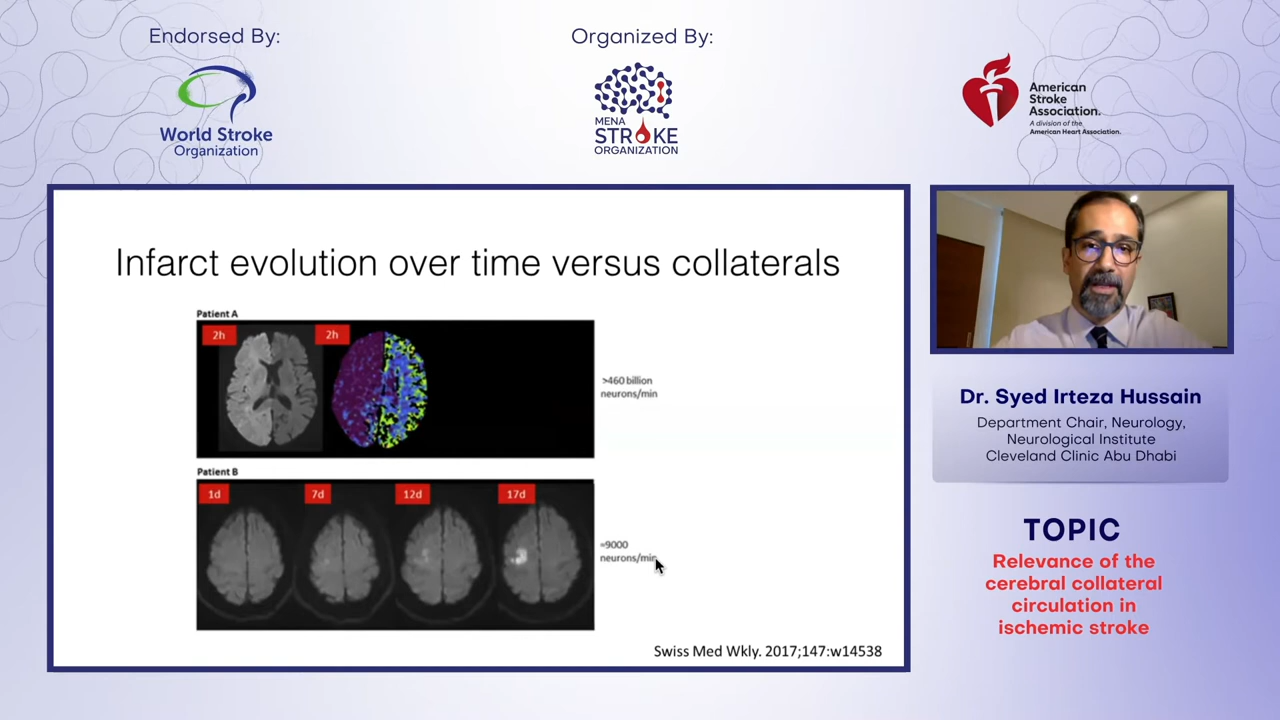 Endorsed By:
World Stroke
Organization
Organized By:
MENA
STROKE
ORGANIZATION
American
Stroke
Association.
A division of the
American Heart Association.
Infarct evolution over time versus collaterals
Patient A
2h
2h
>460 billion
neurons/min
Patient B
1d
7d
12d
17d
≈9000
neurons/min
Swiss Med Wkly. 2017;147:w14538
Dr. Syed Irteza Hussain
Department Chair, Neurology,
Neurological Institute
Cleveland Clinic Abu Dhabi
TOPIC
Relevance of the
cerebral collateral
circulation in
ischemic stroke